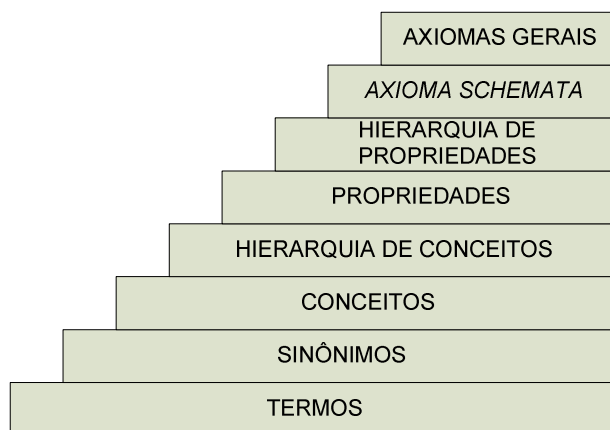 AXIOMAS GERAIS
AXIOMA SCHEMATA
HIERARQUIA DE
PROPRIEDADES
PROPRIEDADES
HIERARQUIA DE CONCEITOS
CONCEITOS
SINÔNIMOS
TERMOS